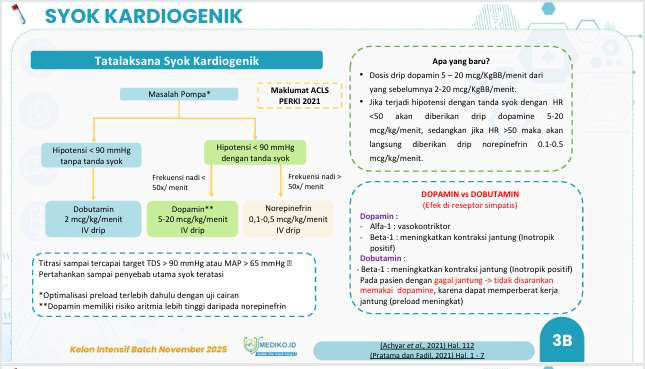 SYOK KARDIOGENIK
Tatalaksana Syok Kardiogenik
Masalah Pompa*
Maklumat ACLS
PERKI 2021
Hipotensi < 90 mmHg
tanpa tanda syok
Hipotensi < 90 mmHg
dengan tanda syok
Frekuensi nadi <
50x/ menit
Frekuensi nadi >
50x/ menit
Dobutamin
2 mcg/kg/menit
IV drip
Dopamin**
5-20 mcg/kg/menit
IV drip
Norepinefrin
0,1-0,5 mcg/kg/menit
IV drip
Titrasi sampai tercapai target TDS > 90 mmHg atau MAP > 65 mmHg
Pertahankan sampai penyebab utama syok teratasi
*Optimalisasi preload terlebih dahulu dengan uji cairan
**Dopamin memiliki risiko aritmia lebih tinggi daripada norepinefrin
Apa yang baru?
• Dosis drip dopamin 5 – 20 mcg/KgBB/menit dari
yang sebelumnya 2-20 mcg/KgBB/menit.
• Jika terjadi hipotensi dengan tanda syok dengan HR
<50 akan diberikan drip dopamine 5-20
mcg/kg/menit, sedangkan jika HR >50 maka akan
langsung diberikan drip norepinefrin 0.1-0.5
mcg/kg/menit.
DOPAMIN vs DOBUTAMIN
(Efek di reseptor simpatis)
Dopamin :
- Alfa-1 : vasokontriktor
- Beta-1 : meningkatkan kontraksi jantung (Inotropik
positif)
Dobutamin :
- Beta-1 : meningkatkan kontraksi jantung (Inotropik positif)
Pada pasien dengan gagal jantung -> tidak disarankan
memakai dopamine, karena dapat memperberat kerja
jantung (preload meningkat)
Kelas Intensif Batch November 2025
MEDIKO.ID
(Achyar et al., 2021) Hal. 112
(Pratama dan Fadil, 2021) Hal. 1 - 7
3B